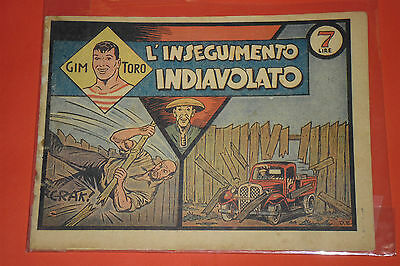 L'INSEGUIMENTO
INDIAVOLATO
7
LIRE
GIM TORO
CRAK!